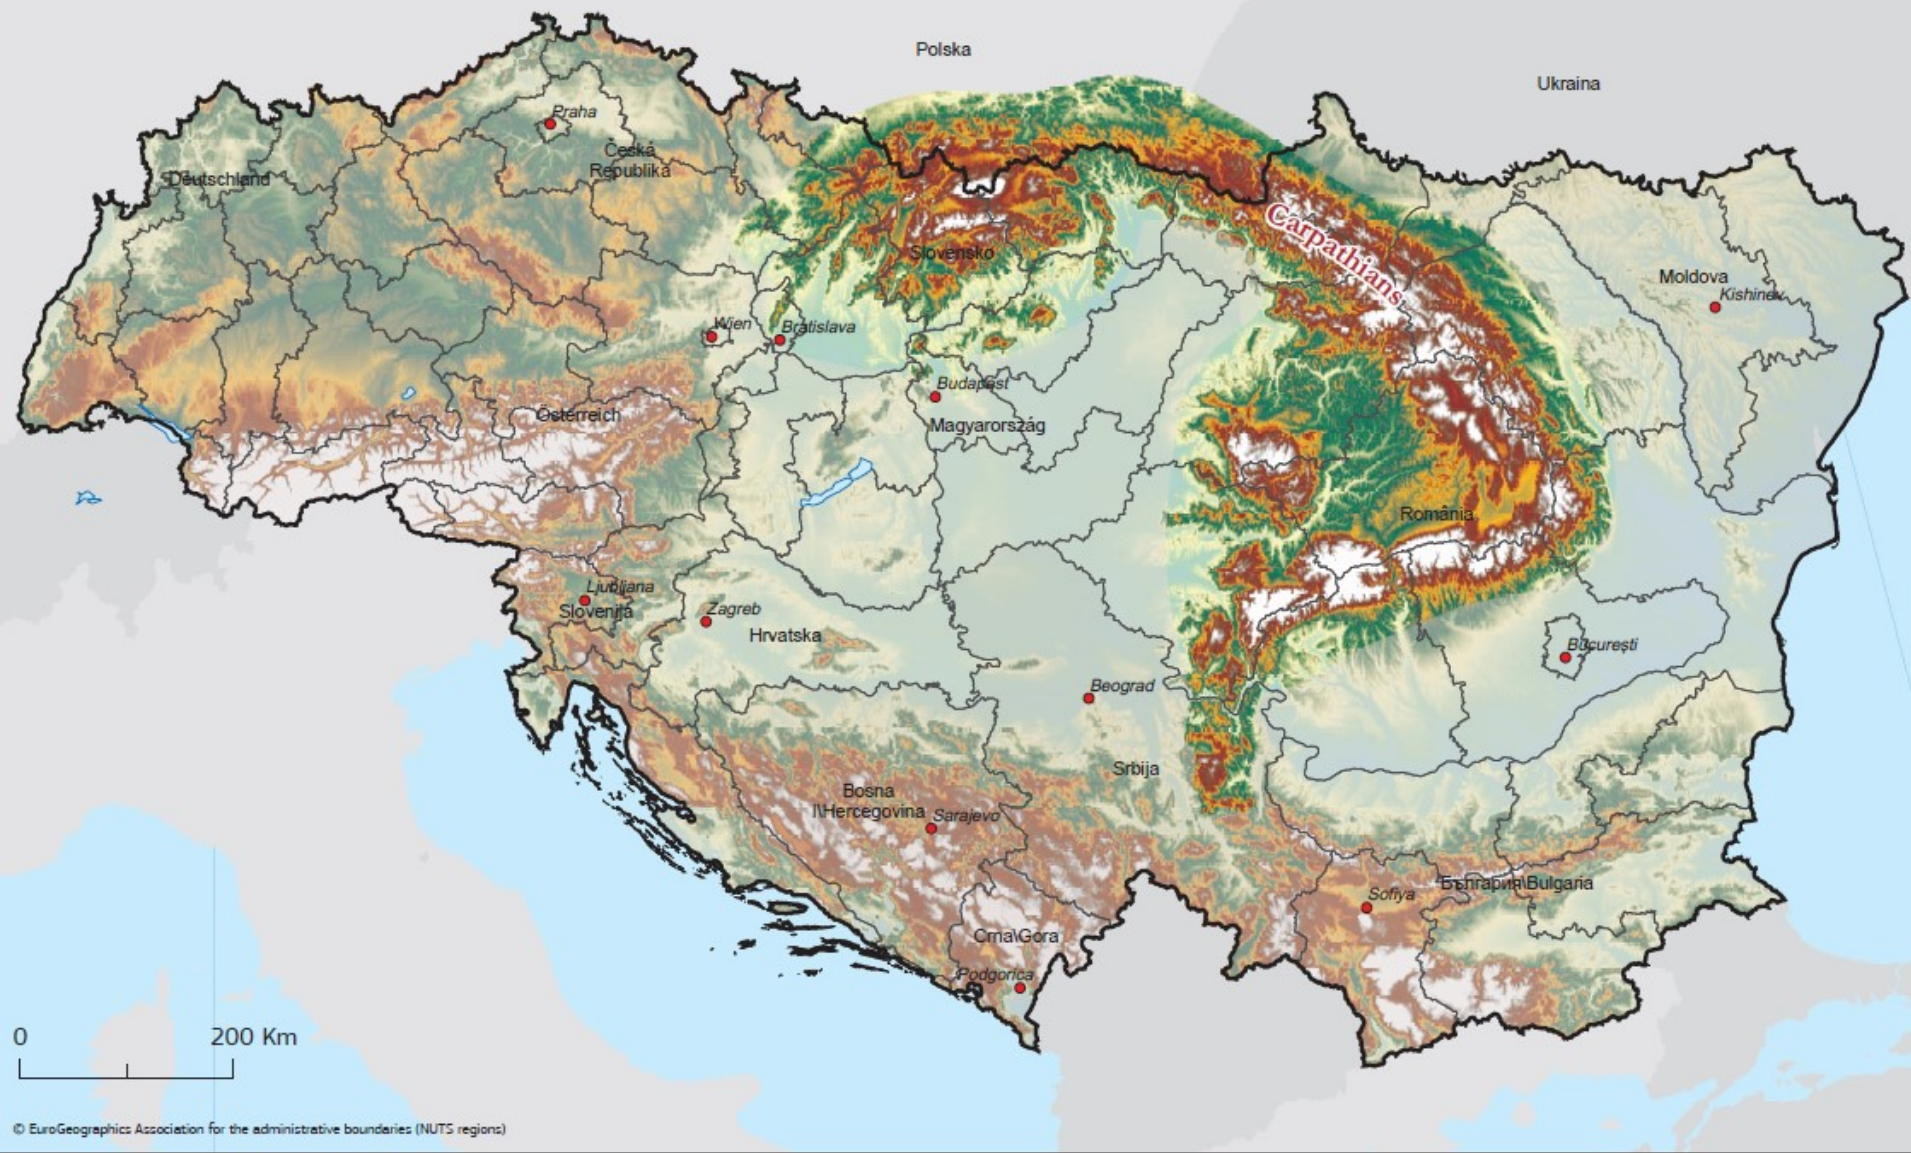 Polska
Ukraina
Praha
Česká
Republika
Deutschland
Carpathians
Slovensko
Moldova
Kishinev
Wien
Bratislava
Budapest
Österreich
Magyarország
România
Ljubljana
Slovenija
Zagreb
Hrvatska
București
Beograd
Srbija
Bosna
I\Hercegovina
Sarajevo
Sofiya
България\Bulgaria
Crna\Gora
Podgorica
0 200 Km
© EuroGeographics Association for the administrative boundaries (NUTS regions)